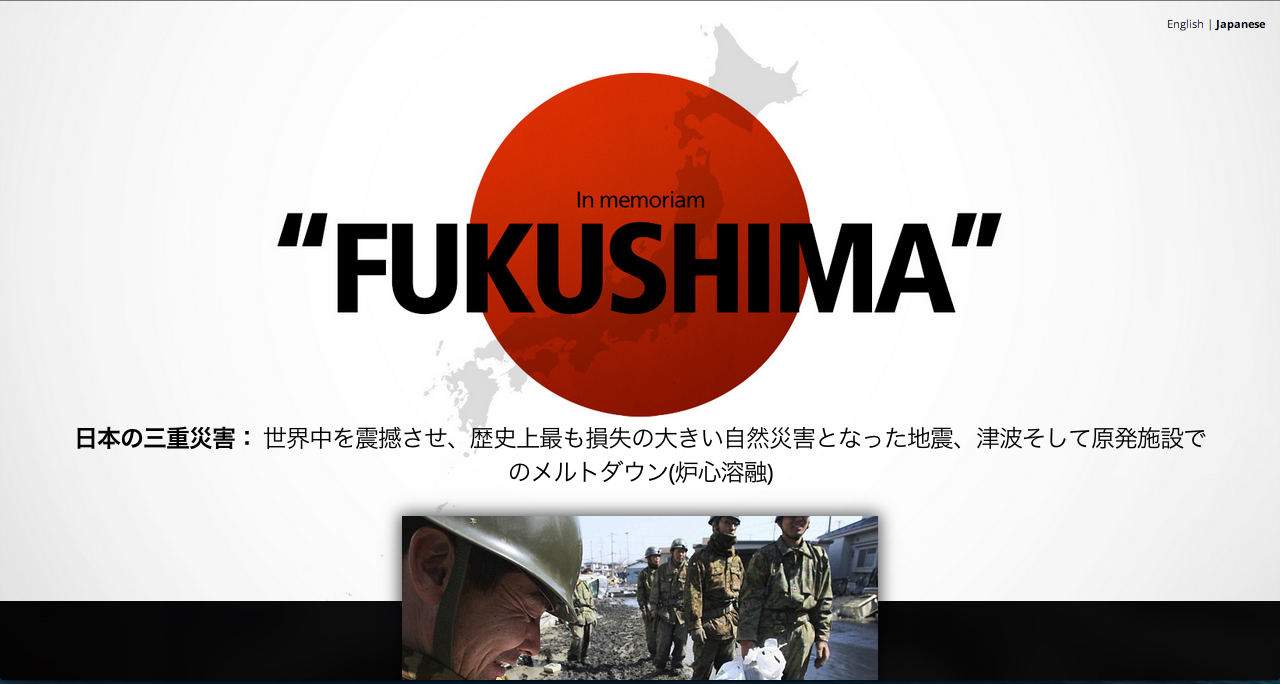 English | Japanese
In memoriam
“FUKUSHIMA”
日本の三重災害： 世界中を震撼させ、歴史上最も損失の大きい自然災害となった地震、津波そして原発施設で
のメルトダウン(炉心溶融)